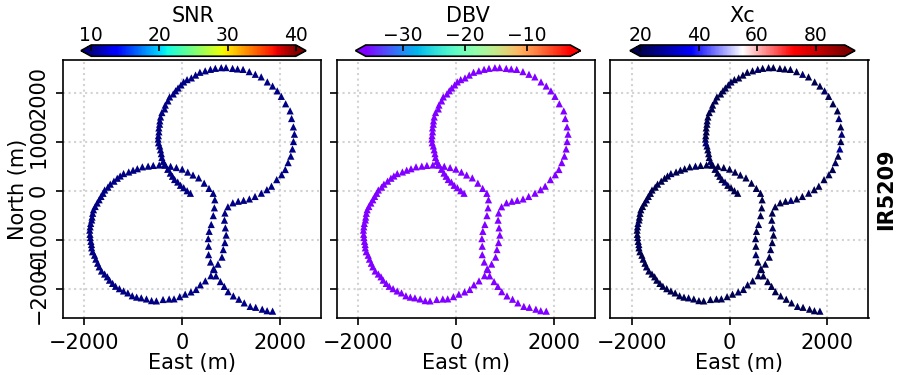 SNR DBV Xc
10 20 30 40 −30 −20 −10 20 40 60 80
North (m)
2000
1000
0
−1000
−2000
−2000 0 2000 −2000 0 2000 −2000 0 2000
East (m) East (m) East (m)
IR5209